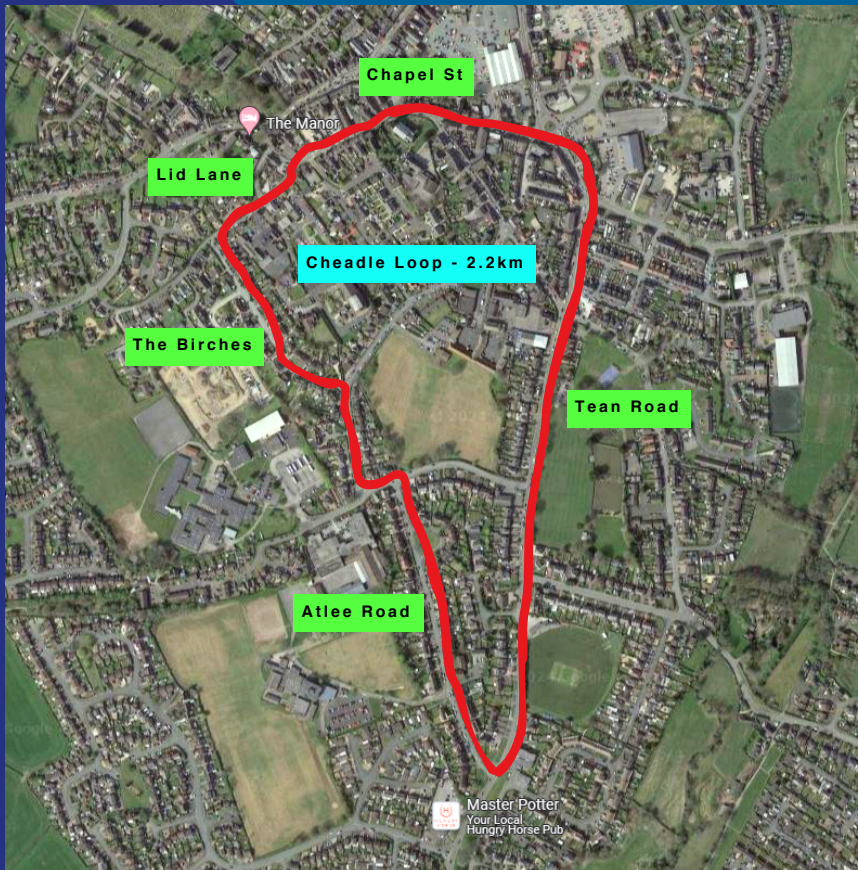 Chapel St
The Manor
Lid Lane
Cheadle Loop - 2.2km
The Birches
Tean Road
Atlee Road
Google
Master Potter
Your Local
Hungry Horse Pub